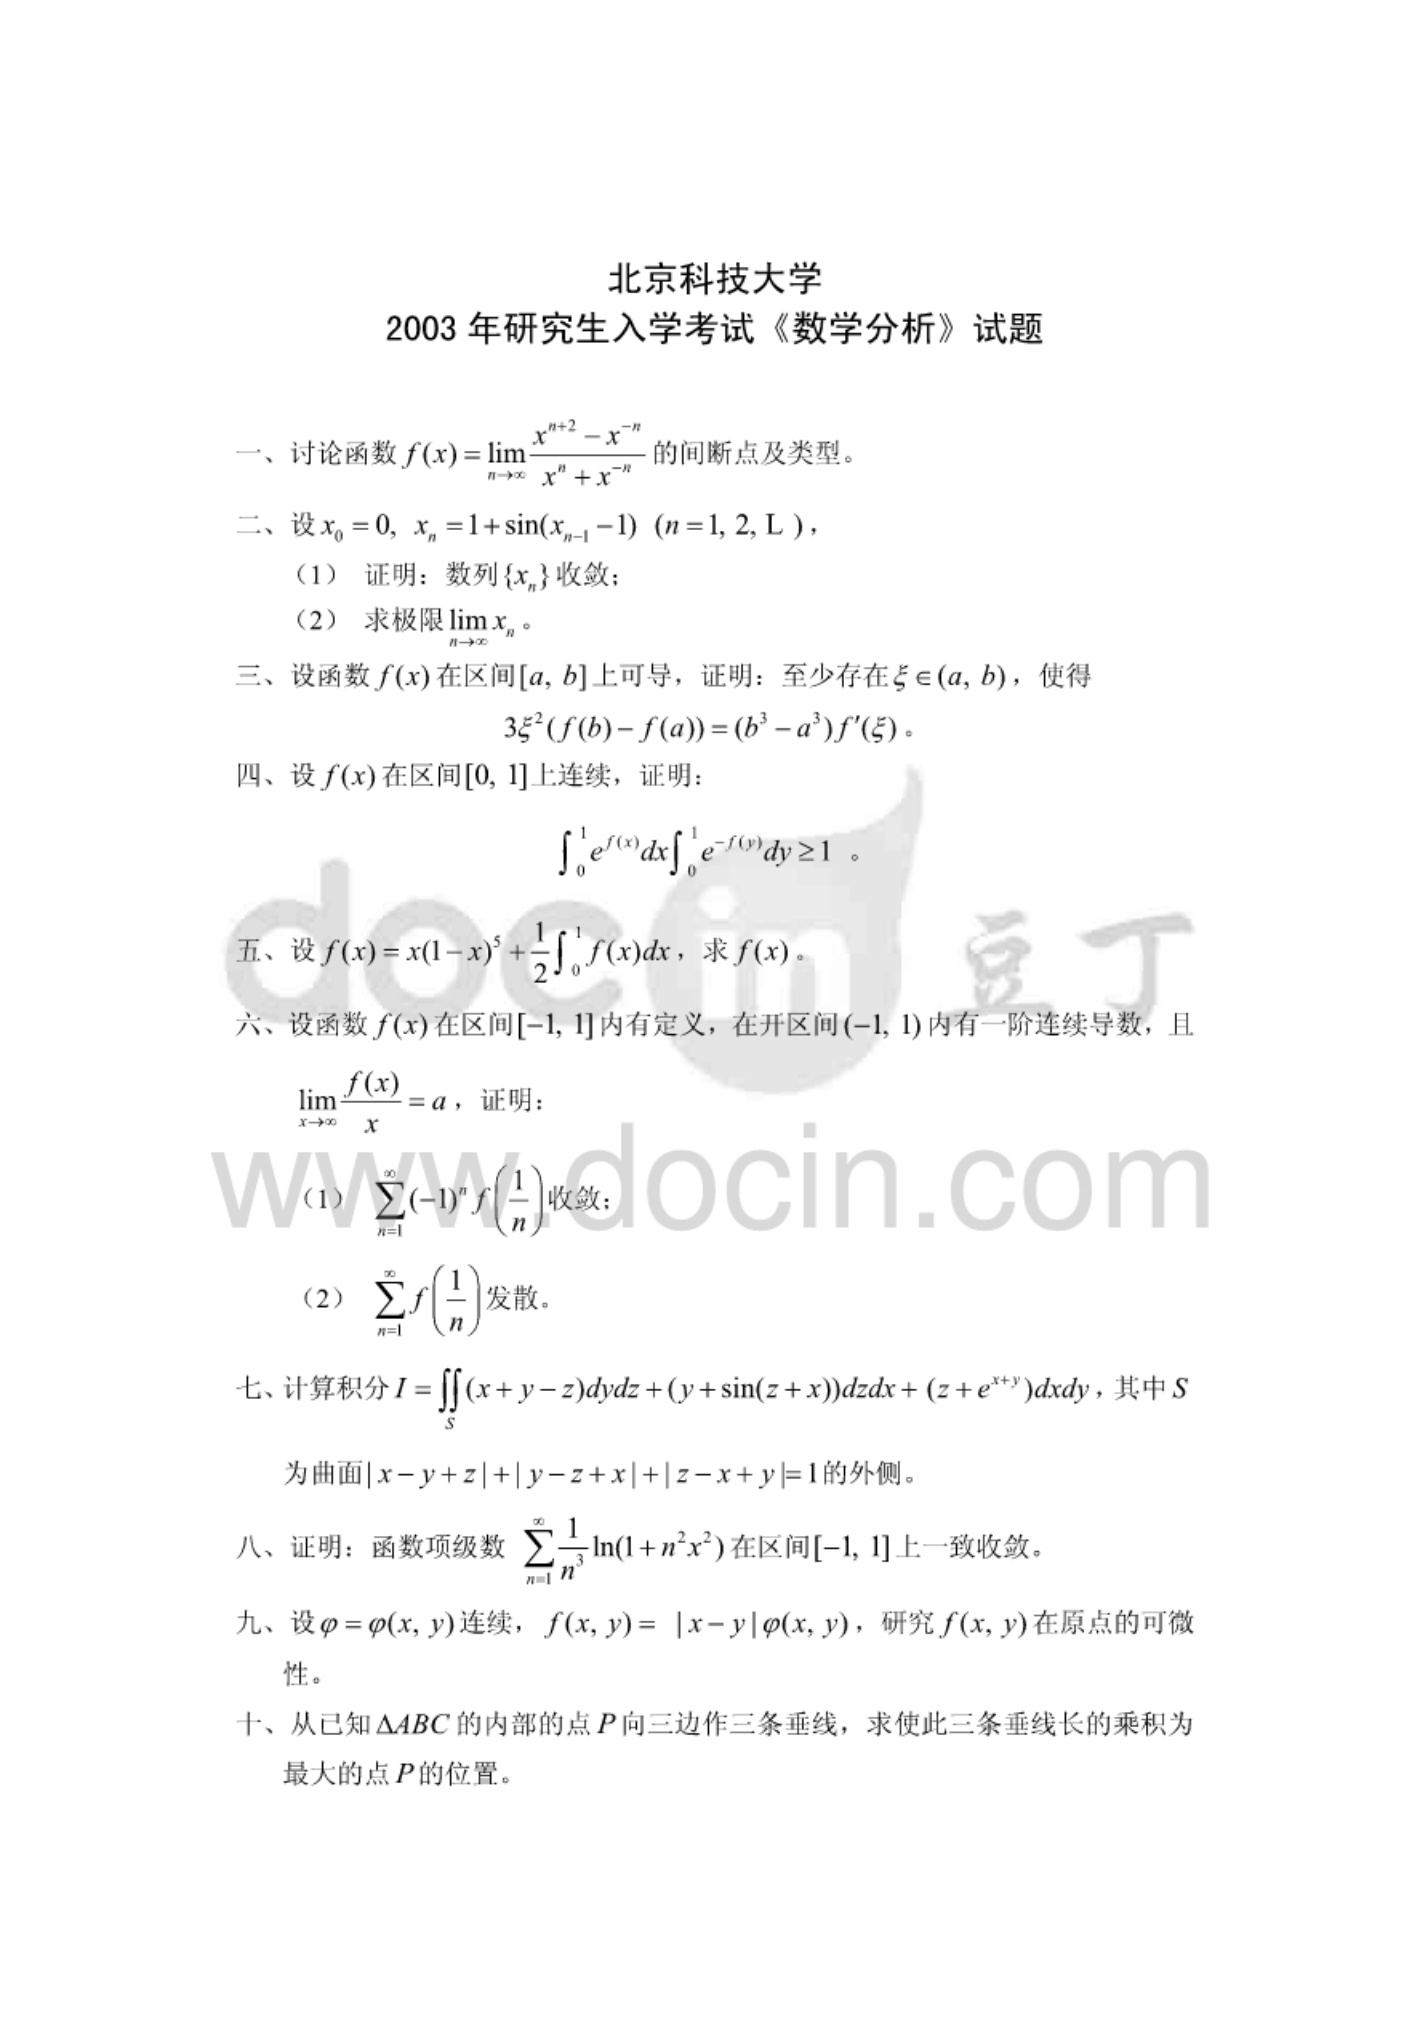 北京科技大学
2003 年研究生入学考试《数学分析》试题
一、讨论函数 f(x) = lim_{n→∞} (x^{n+2} − x^{−n})/(x^n + x^{−n}) 的间断点及类型。
二、设 x_0 = 0, x_n = 1 + sin(x_{n−1} − 1) (n = 1, 2, L ),
（1） 证明：数列{x_n}收敛;
（2） 求极限 lim_{n→∞} x_n 。
三、设函数 f(x) 在区间[a, b]上可导，证明：至少存在 ξ ∈ (a, b)，使得
3ξ^2(f(b) − f(a)) = (b^3 − a^3) f′(ξ) 。
四、设 f(x) 在区间[0, 1]上连续，证明：
∫_0^1 e^{f(x)}dx ∫_0^1 e^{−f(y)}dy ≥ 1 。
doc in 豆丁
五、设 f(x) = x(1 − x)^5 + 1/2 ∫_0^1 f(x)dx，求 f(x) 。
六、设函数 f(x) 在区间[−1, 1]内有定义，在开区间(−1, 1)内有一阶连续导数，且
lim_{x→∞} f(x)/x = a，证明：
www.docin.com
（1） ∑_{n=1}^{∞} (−1)^n f(1/n) 收敛;
（2） ∑_{n=1}^{∞} f(1/n) 发散。
七、计算积分 I = ∬_S (x + y − z)dydz + (y + sin(z + x))dzdx + (z + e^{x+y})dxdy，其中 S
为曲面| x − y + z | + | y − z + x | + | z − x + y |= 1的外侧。
八、证明：函数项级数 ∑_{n=1}^{∞} 1/n^3 ln(1 + n^2x^2) 在区间[−1, 1]上一致收敛。
九、设 φ = φ(x, y) 连续， f(x, y) = | x − y | φ(x, y)，研究 f(x, y) 在原点的可微
性。
十、从已知 ΔABC 的内部的点 P 向三边作三条垂线，求使此三条垂线长的乘积为
最大的点 P 的位置。